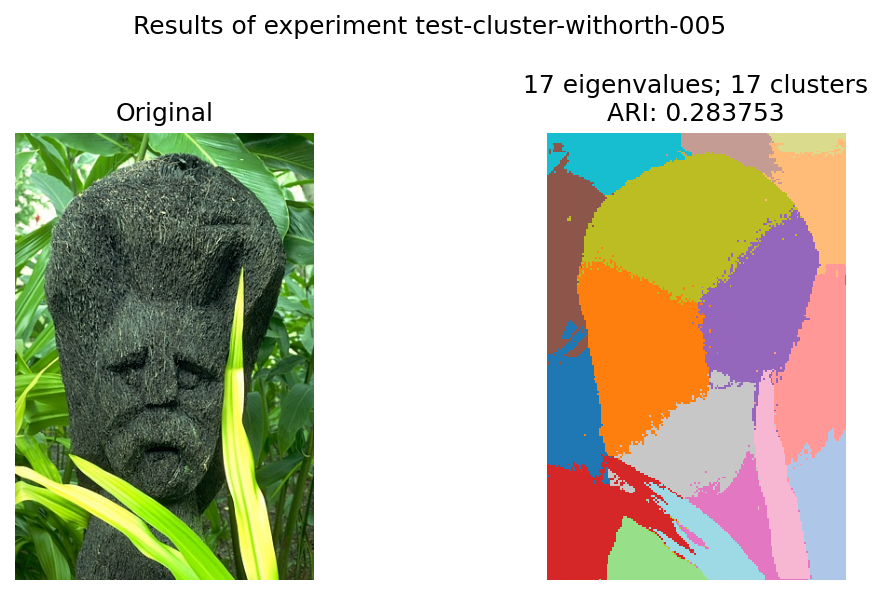 Results of experiment test-cluster-withorth-005
Original
17 eigenvalues; 17 clusters
ARI: 0.283753